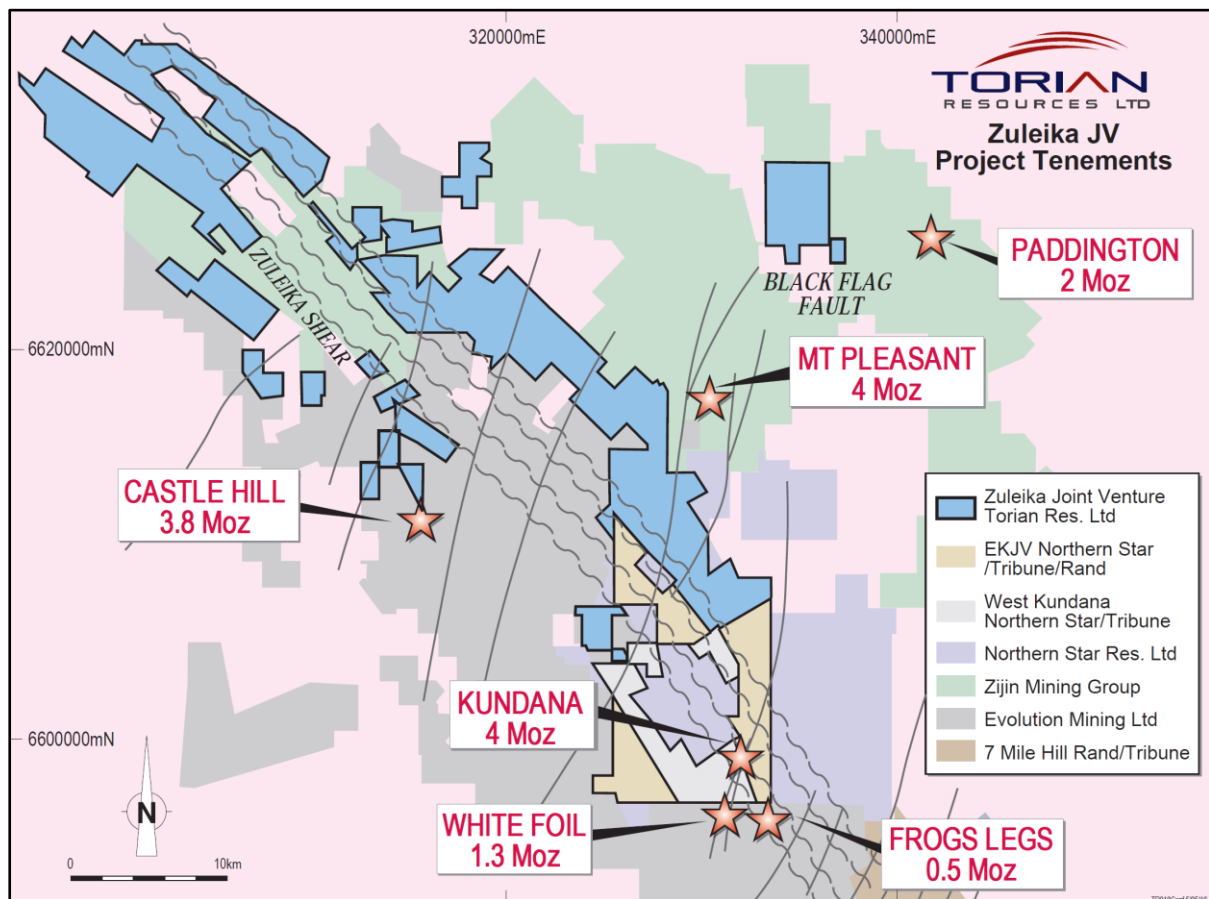 320000mE
340000mE
TORIAN
RESOURCES LTD
Zuleika JV
Project Tenements
PADDINGTON
2 Moz
BLACK FLAG
FAULT
ZULEIKA SHEAR
6620000mN
MT PLEASANT
4 Moz
CASTLE HILL
3.8 Moz
Zuleika Joint Venture
Torian Res. Ltd
EKJV Northern Star
/Tribune/Rand
West Kundana
Northern Star/Tribune
Northern Star Res. Ltd
Zijin Mining Group
Evolution Mining Ltd
7 Mile Hill Rand/Tribune
KUNDANA
4 Moz
6600000mN
N
WHITE FOIL
1.3 Moz
FROGS LEGS
0.5 Moz
0
10km